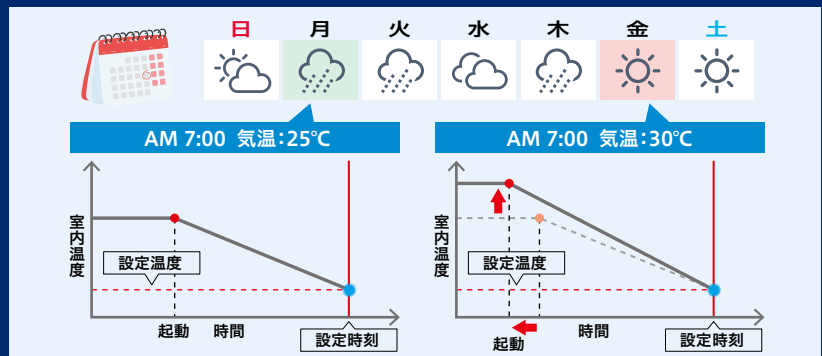 日 月 火 水 木 金 土
AM 7:00 気温：25℃
室内温度
設定温度
起動
時間
設定時刻
AM 7:00 気温：30℃
室内温度
設定温度
起動
時間
設定時刻